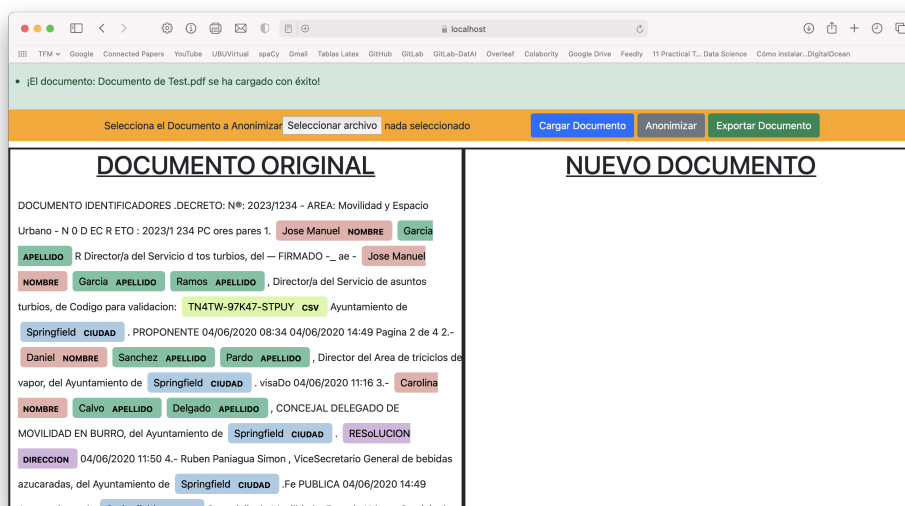 localhost
TFM Google Connected Papers YouTube UBUVirtual spaCy Gmail Tablas Latex GitHub GitLab GitLab-DatAI Overleaf Colabority Google Drive Feedly 11 Practical T... Data Science Cómo instalar...DigitalOcean
¡El documento: Documento de Test.pdf se ha cargado con éxito!
Selecciona el Documento a Anonimizar Seleccionar archivo nada seleccionado Cargar Documento Anonimizar Exportar Documento
DOCUMENTO ORIGINAL
NUEVO DOCUMENTO
DOCUMENTO IDENTIFICADORES .DECRETO: N®: 2023/1234 - AREA: Movilidad y Espacio
Urbano - N 0 D EC R ETO : 2023/1 234 PC ores pares 1. Jose Manuel NOMBRE Garcia
APELLIDO R Director/a del Servicio d tos turbios, del — FIRMADO -_ ae - Jose Manuel
NOMBRE Garcia APELLIDO Ramos APELLIDO , Director/a del Servicio de asuntos
turbios, de Codigo para validacion: TN4TW-97K47-STPUY CSV Ayuntamiento de
Springfield CIUDAD . PROPONENTE 04/06/2020 08:34 04/06/2020 14:49 Pagina 2 de 4 2.-
Daniel NOMBRE Sanchez APELLIDO Pardo APELLIDO , Director del Area de triciclos de
vapor, del Ayuntamiento de Springfield CIUDAD . visaDo 04/06/2020 11:16 3.- Carolina
NOMBRE Calvo APELLIDO Delgado APELLIDO , CONCEJAL DELEGADO DE
MOVILIDAD EN BURRO, del Ayuntamiento de Springfield CIUDAD . RESoLUCION
DIRECCION 04/06/2020 11:50 4.- Ruben Paniagua Simon , ViceSecretario General de bebidas
azucaradas, del Ayuntamiento de Springfield CIUDAD .Fe PUBLICA 04/06/2020 14:49